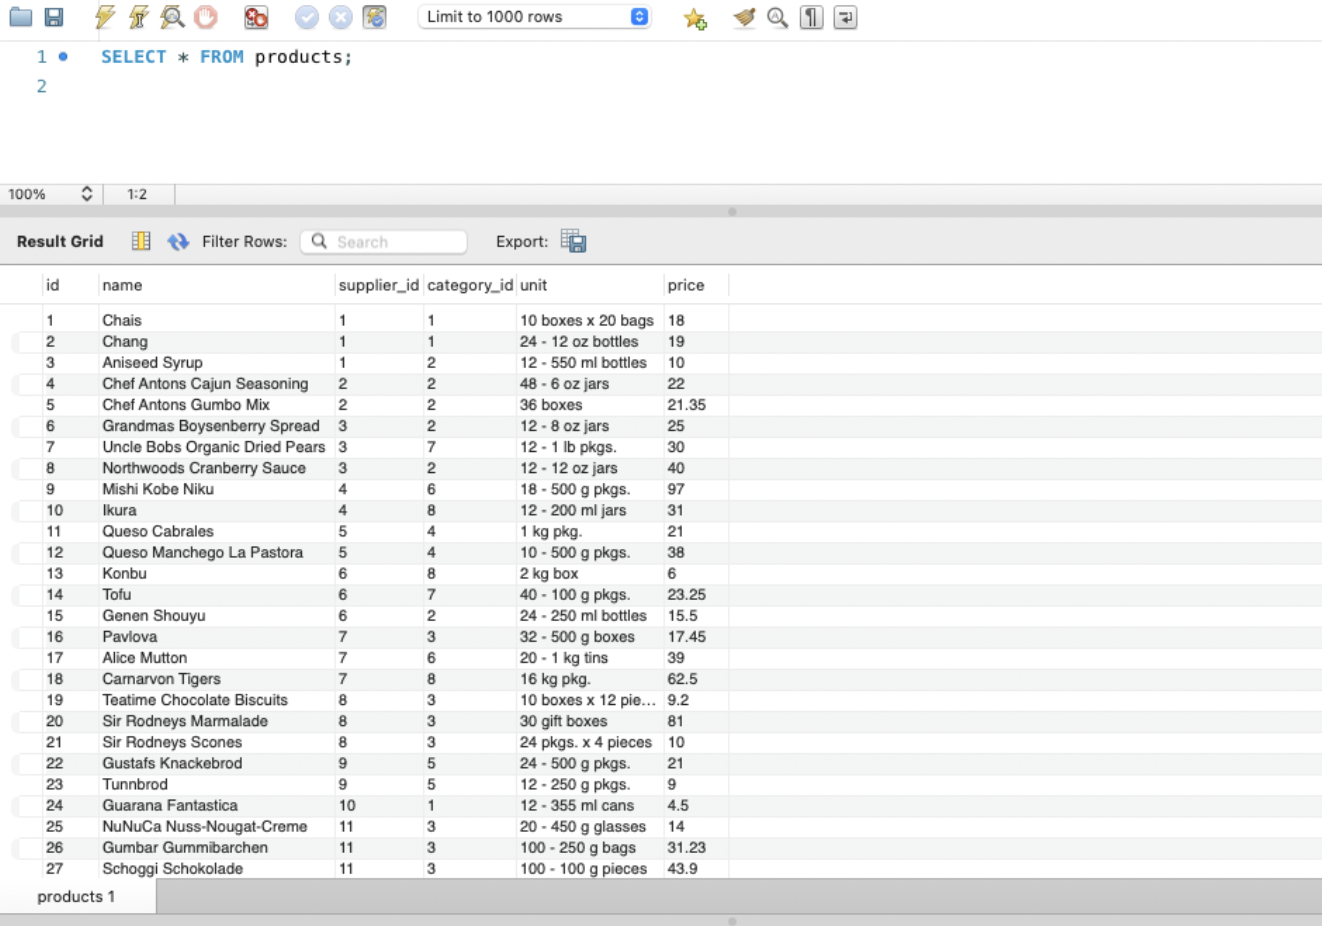 Limit to 1000 rows
1 SELECT * FROM products;
2
100% 1:2
Result Grid Filter Rows: Search Export:
id name supplier_id category_id unit price
1 Chais 1 1 10 boxes x 20 bags 18
2 Chang 1 1 24 - 12 oz bottles 19
3 Aniseed Syrup 1 2 12 - 550 ml bottles 10
4 Chef Antons Cajun Seasoning 2 2 48 - 6 oz jars 22
5 Chef Antons Gumbo Mix 2 2 36 boxes 21.35
6 Grandmas Boysenberry Spread 3 2 12 - 8 oz jars 25
7 Uncle Bobs Organic Dried Pears 3 7 12 - 1 lb pkgs. 30
8 Northwoods Cranberry Sauce 3 2 12 - 12 oz jars 40
9 Mishi Kobe Niku 4 6 18 - 500 g pkgs. 97
10 Ikura 4 8 12 - 200 ml jars 31
11 Queso Cabrales 5 4 1 kg pkg. 21
12 Queso Manchego La Pastora 5 4 10 - 500 g pkgs. 38
13 Konbu 6 8 2 kg box 6
14 Tofu 6 7 40 - 100 g pkgs. 23.25
15 Genen Shouyu 6 2 24 - 250 ml bottles 15.5
16 Pavlova 7 3 32 - 500 g boxes 17.45
17 Alice Mutton 7 6 20 - 1 kg tins 39
18 Carnarvon Tigers 7 8 16 kg pkg. 62.5
19 Teatime Chocolate Biscuits 8 3 10 boxes x 12 pie... 9.2
20 Sir Rodneys Marmalade 8 3 30 gift boxes 81
21 Sir Rodneys Scones 8 3 24 pkgs. x 4 pieces 10
22 Gustafs Knackebrod 9 5 24 - 500 g pkgs. 21
23 Tunnbrod 9 5 12 - 250 g pkgs. 9
24 Guarana Fantastica 10 1 12 - 355 ml cans 4.5
25 NuNuCa Nuss-Nougat-Creme 11 3 20 - 450 g glasses 14
26 Gumbar Gummibarchen 11 3 100 - 250 g bags 31.23
27 Schoggi Schokolade 11 3 100 - 100 g pieces 43.9
products 1